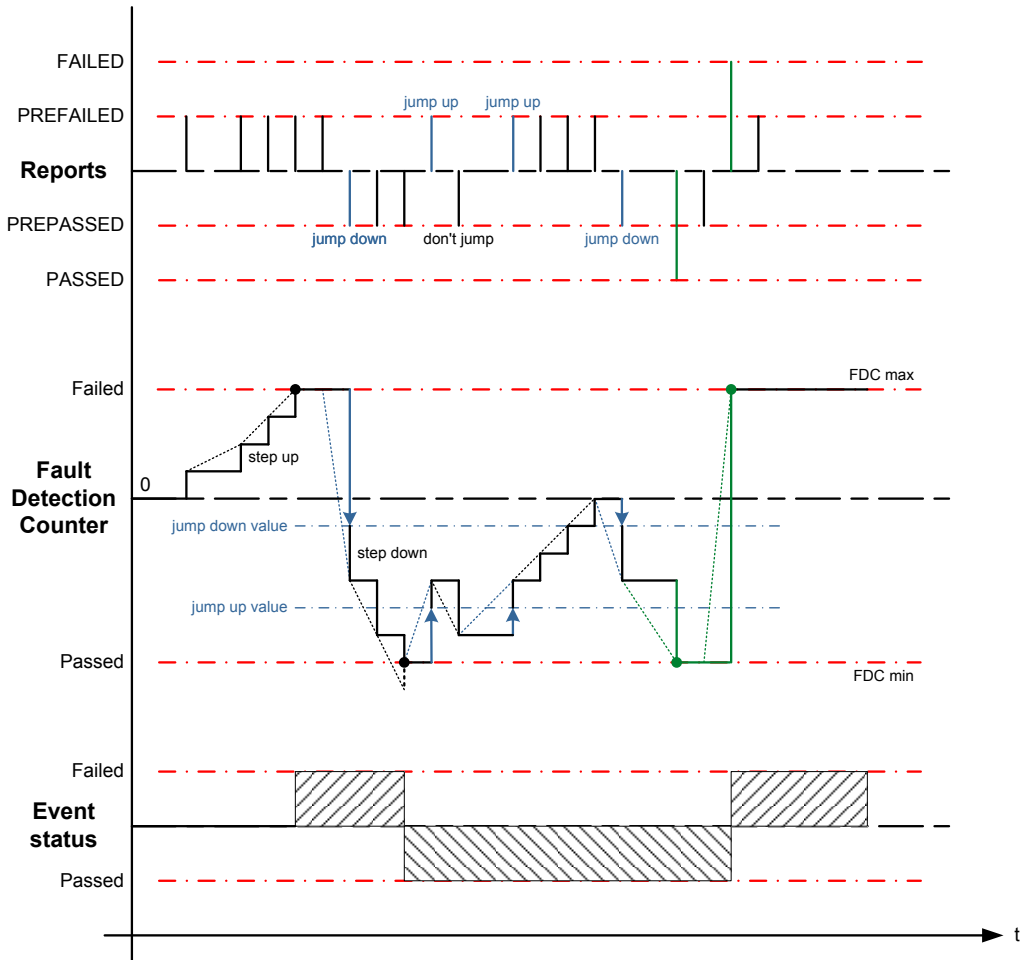 FAILED
jump up
jump up
PREFAILED
Reports
PREPASSED
jump down
don't jump
jump down
PASSED
Failed
FDC max
step up
Fault
Detection
Counter
0
jump down value
step down
jump up value
Passed
FDC min
Failed
Event
status
Passed
t